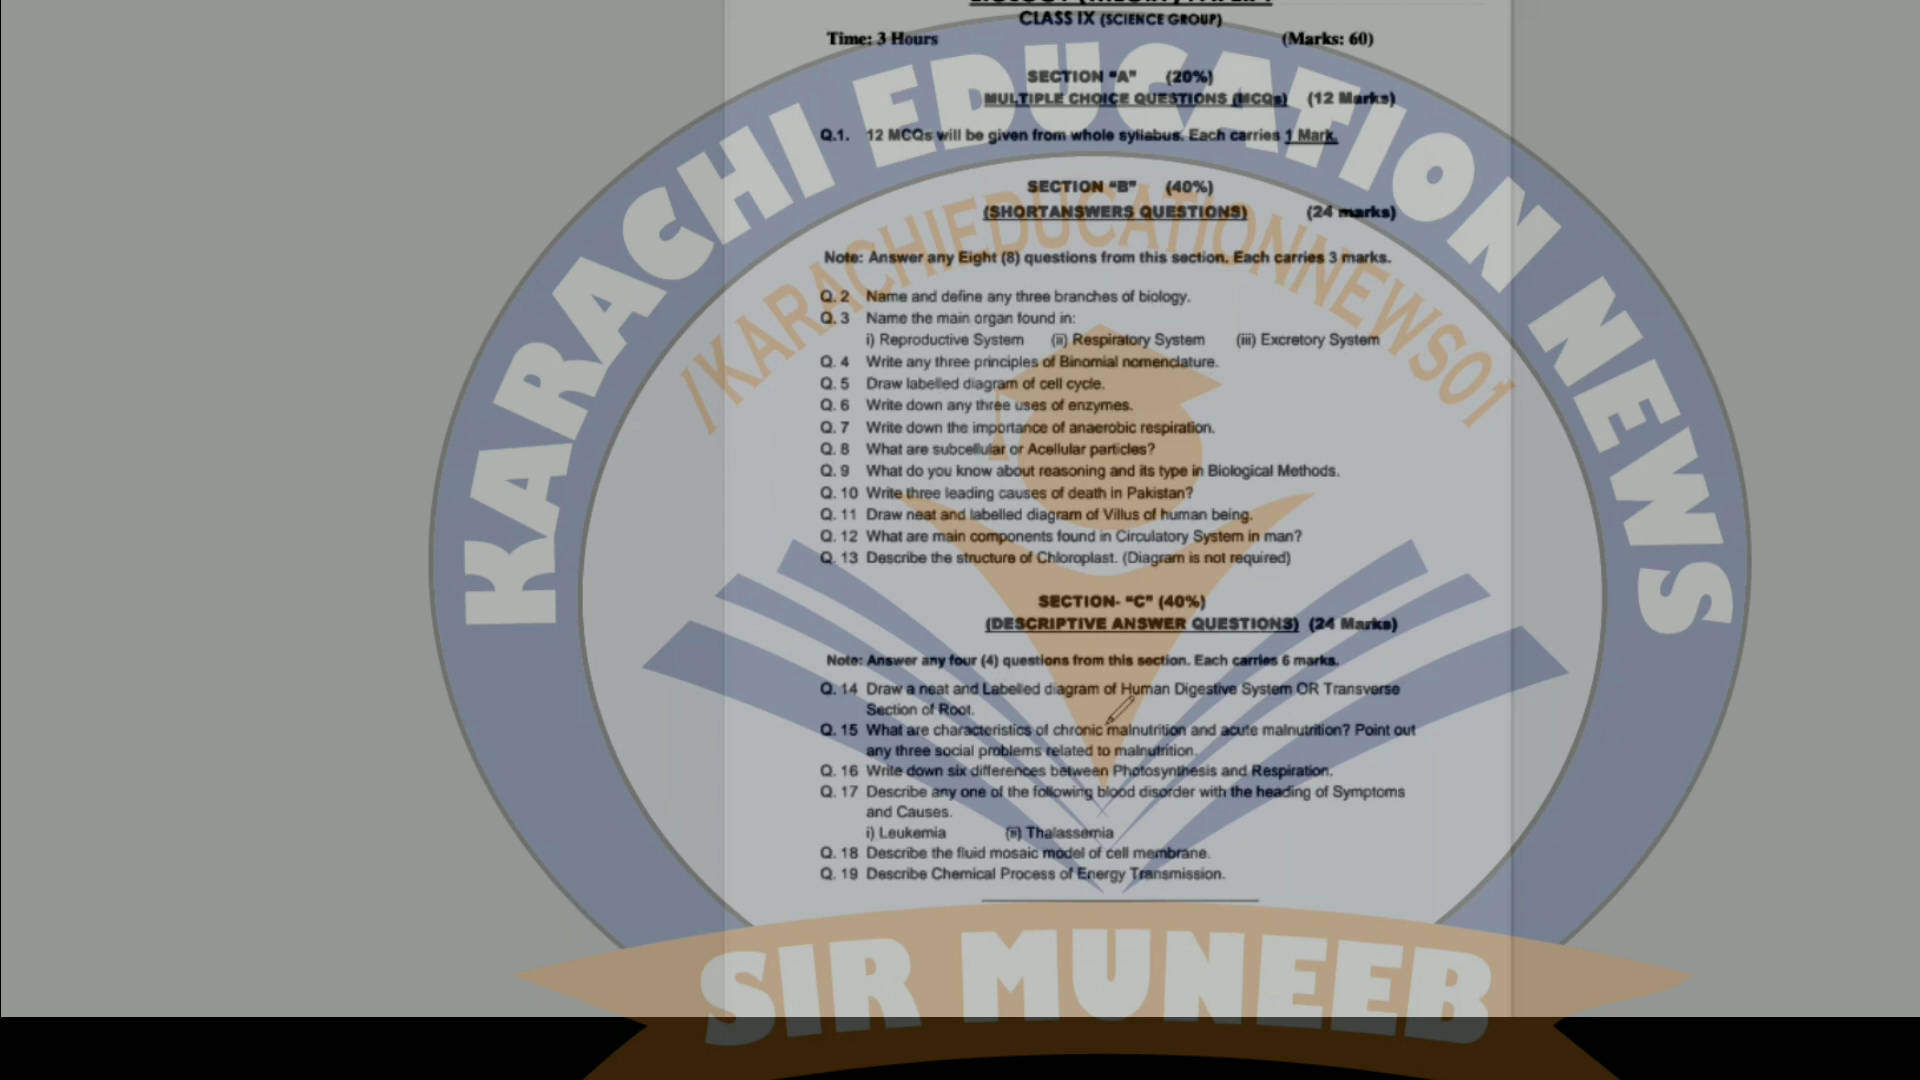 CLASS IX (SCIENCE GROUP)
Time: 3 Hours (Marks: 60)
SECTION "A" (20%)
MULTIPLE CHOICE QUESTIONS (MCQs) (12 Marks)
Q.1. 12 MCQs will be given from whole syllabus. Each carries 1 Mark.
SECTION "B" (40%)
(SHORTANSWERS QUESTIONS) (24 marks)
Note: Answer any Eight (8) questions from this section. Each carries 3 marks.
Q. 2 Name and define any three branches of biology.
Q. 3 Name the main organ found in:
i) Reproductive System (ii) Respiratory System (iii) Excretory System
Q. 4 Write any three principles of Binomial nomenclature.
Q. 5 Draw labelled diagram of cell cycle.
Q. 6 Write down any three uses of enzymes.
Q. 7 Write down the importance of anaerobic respiration.
Q. 8 What are subcellular or Acellular particles?
Q. 9 What do you know about reasoning and its type in Biological Methods.
Q. 10 Write three leading causes of death in Pakistan?
Q. 11 Draw neat and labelled diagram of Villus of human being.
Q. 12 What are main components found in Circulatory System in man?
Q. 13 Describe the structure of Chloroplast. (Diagram is not required)
SECTION- "C" (40%)
(DESCRIPTIVE ANSWER QUESTIONS) (24 Marks)
Note: Answer any four (4) questions from this section. Each carries 6 marks.
Q. 14 Draw a neat and Labelled diagram of Human Digestive System OR Transverse
Section of Root.
Q. 15 What are characteristics of chronic malnutrition and acute malnutrition? Point out
any three social problems related to malnutrition.
Q. 16 Write down six differences between Photosynthesis and Respiration.
Q. 17 Describe any one of the following blood disorder with the heading of Symptoms
and Causes.
i) Leukemia (ii) Thalassemia
Q. 18 Describe the fluid mosaic model of cell membrane.
Q. 19 Describe Chemical Process of Energy Transmission.
KARACHI EDUCATION NEWS
/KARACHIEDUCATIONNEWS01
SIR MUNEEB